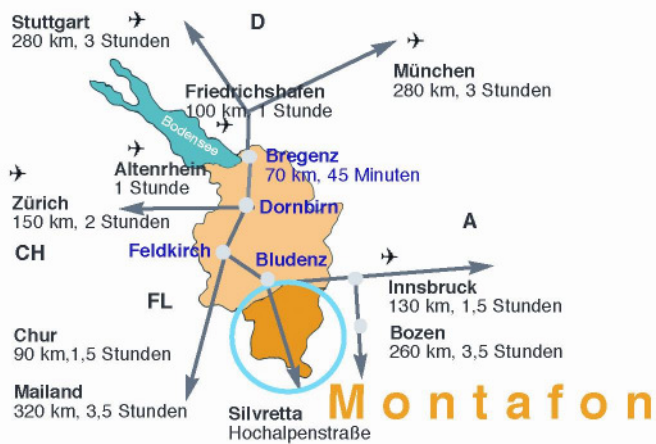 Stuttgart
280 km, 3 Stunden
D
München
280 km, 3 Stunden
Friedrichshafen
100 km, 1 Stunde
Bodensee
Bregenz
70 km, 45 Minuten
Altenrhein
1 Stunde
Zürich
150 km, 2 Stunden
Dornbirn
A
CH
Feldkirch
Bludenz
Innsbruck
130 km, 1,5 Stunden
FL
Bozen
260 km, 3,5 Stunden
Chur
90 km,1,5 Stunden
Mailand
320 km, 3,5 Stunden
Silvretta
Hochalpenstraße
Montafon